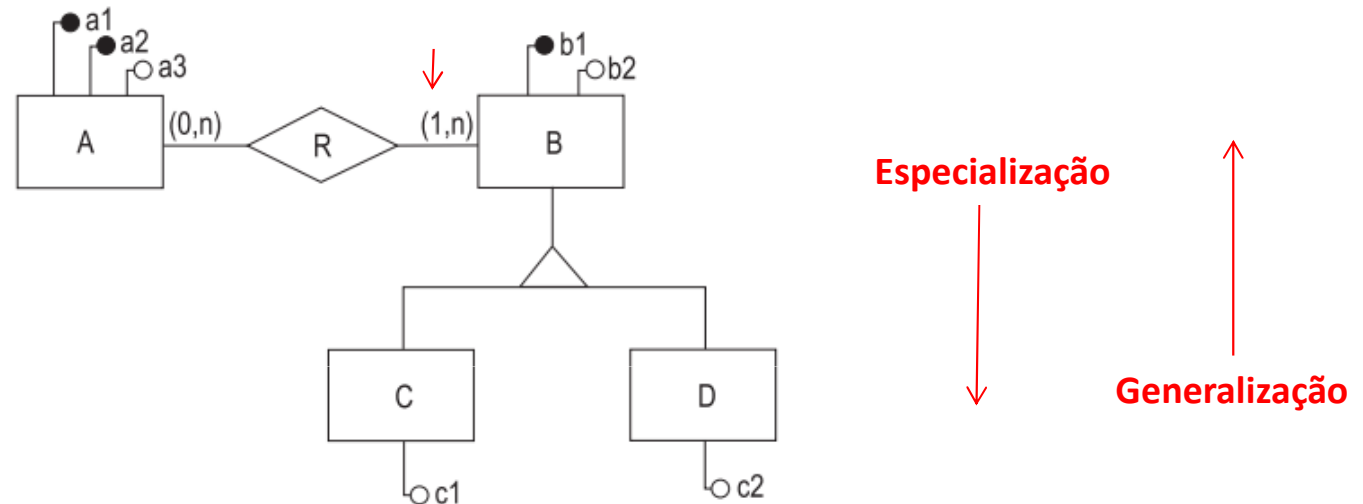 a1
a2
a3
b1
b2
A
(0,n)
R
(1,n)
B
Especialização
Generalização
C
D
c1
c2